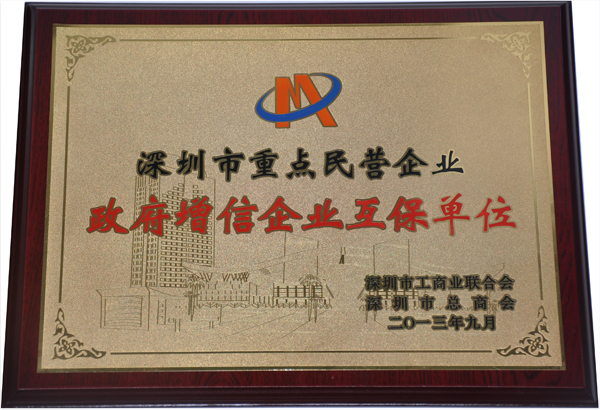 深圳市重点民营企业
政府增信企业互保单位
深圳市工商业联合会
深圳市总商会
二〇一三年九月